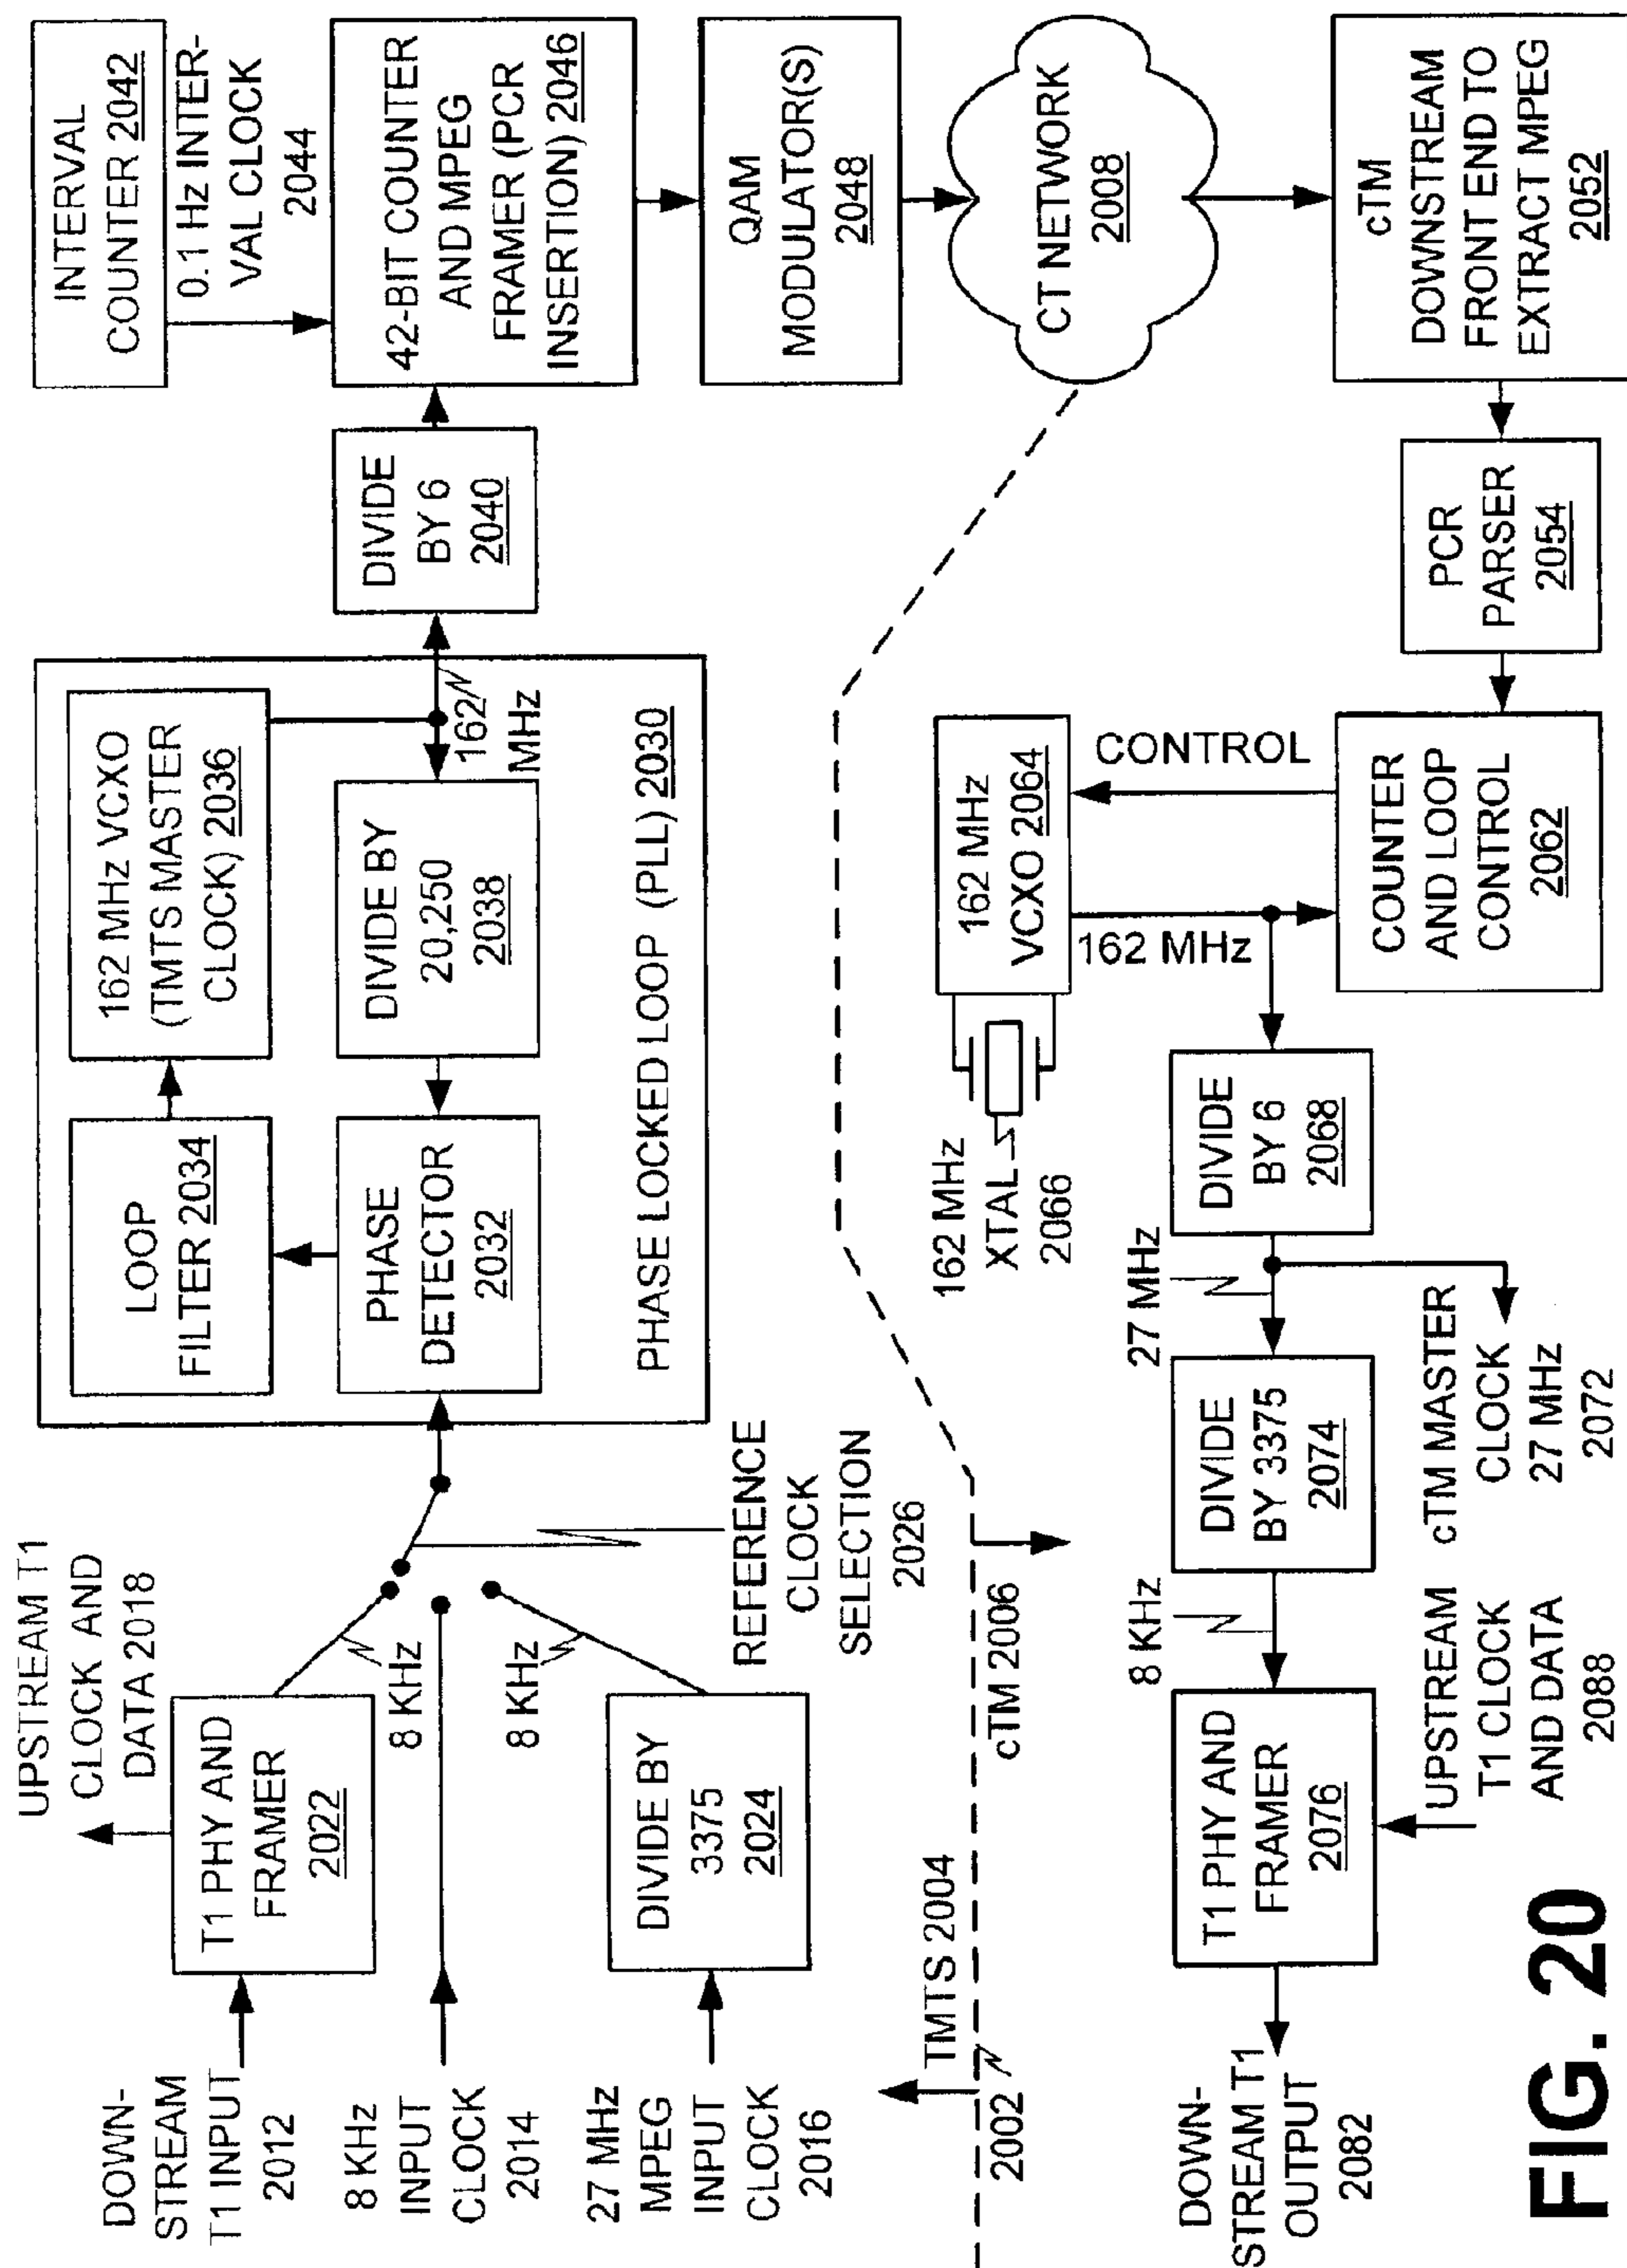 DOWN-
STREAM
T1 INPUT
2012
8 KHz
INPUT
CLOCK
2014
27 MHz
MPEG
INPUT
CLOCK
2016
UPSTREAM T1
CLOCK AND
DATA 2018
T1 PHY AND
FRAMER
2022
DIVIDE BY
3375
2024
8 KHz
8 KHz
REFERENCE
CLOCK
SELECTION
2026
LOOP
FILTER 2034
PHASE
DETECTOR
2032
162 MHz VCXO
(TMTS MASTER
CLOCK) 2036
DIVIDE BY
20,250
2038
162
MHz
PHASE LOCKED LOOP (PLL) 2030
DIVIDE
BY 6
2040
INTERVAL
COUNTER 2042
0.1 Hz INTER-
VAL CLOCK
2044
42-BIT COUNTER
AND MPEG
FRAMER (PCR
INSERTION) 2046
QAM
MODULATOR(S)
2048
CT NETWORK
2008
TMTS 2004
2002
cTM 2006
cTM
DOWNSTREAM
FRONT END TO
EXTRACT MPEG
2052
PCR
PARSER
2054
COUNTER
AND LOOP
CONTROL
2062
CONTROL
162 MHz
VCXO 2064
162 MHz
162 MHz
XTAL
2066
DIVIDE
BY 6
2068
27 MHz
cTM MASTER
CLOCK
27 MHz
2072
DIVIDE
BY 3375
2074
8 KHz
T1 PHY AND
FRAMER
2076
UPSTREAM
T1 CLOCK
AND DATA
2088
DOWN-
STREAM T1
OUTPUT
2082
FIG. 20